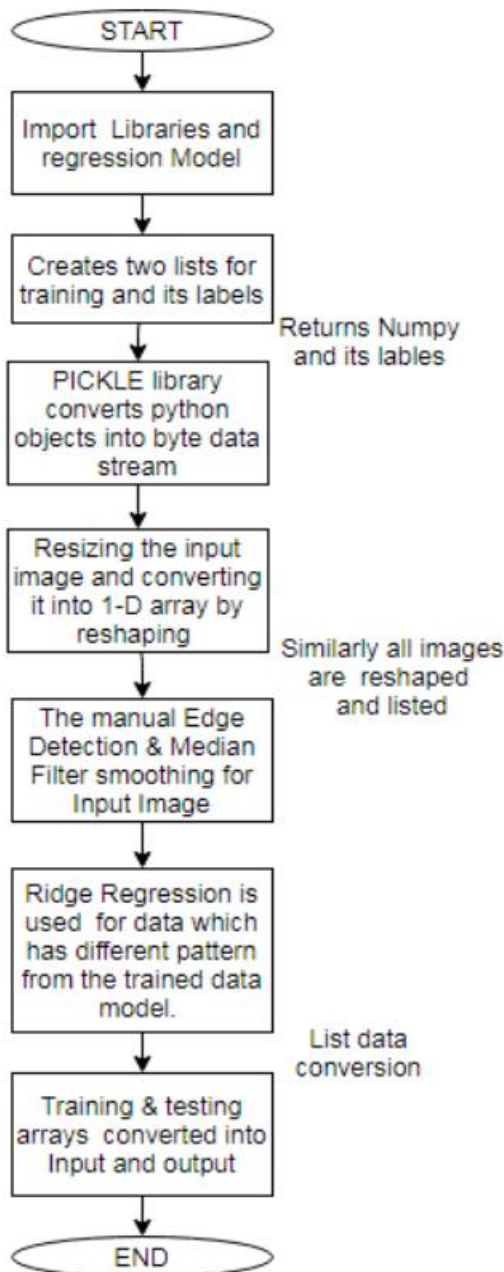 START
Import Libraries and
regression Model
Creates two lists for
training and its labels
Returns Numpy
and its lables
PICKLE library
converts python
objects into byte data
stream
Resizing the input
image and converting
it into 1-D array by
reshaping
Similarly all images
are reshaped
and listed
The manual Edge
Detection & Median
Filter smoothing for
Input Image
Ridge Regression is
used for data which
has different pattern
from the trained data
model.
List data
conversion
Training & testing
arrays converted into
Input and output
END